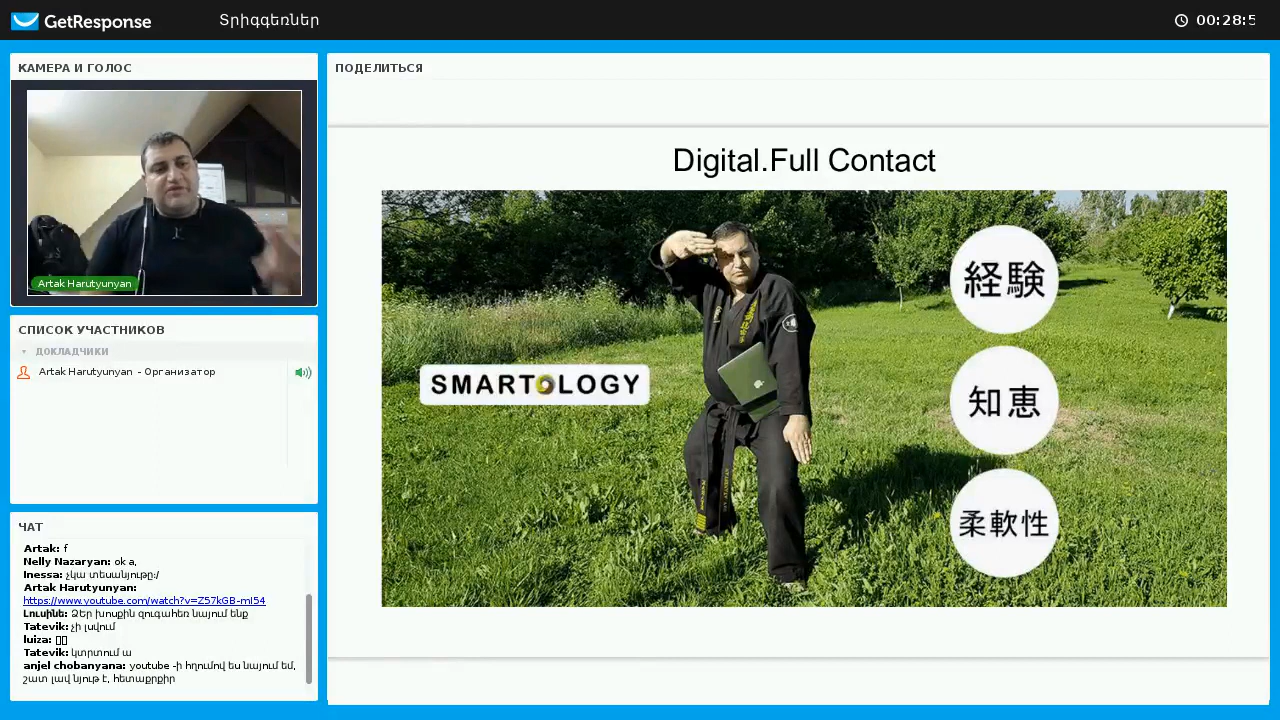 GetResponse
Տրիգգեռներ
00:28:5
КАМЕРА И ГОЛОС
Artak Harutyunyan
СПИСОК УЧАСТНИКОВ
ДОКЛАДЧИКИ
Artak Harutyunyan - Организатор
ЧАТ
Artak: f
Nelly Nazaryan: ok a,
Inessa: չկա տեսանյութը:/
Artak Harutyunyan:
https://www.youtube.com/watch?v=Z57kGB-mI54
Լուսինե: Ձեր խոսքին զուգահեռ նայում ենք
Tatevik: չի լսվում
luiza:
Tatevik: կտրտում ա
anjel chobanyana: youtube -ի հղումով ես նայում եմ,
շատ լավ նյութ է, հետաքրքիր
ПОДЕЛИТЬСЯ
Digital.Full Contact
SMARTOLOGY
経験
知恵
柔軟性